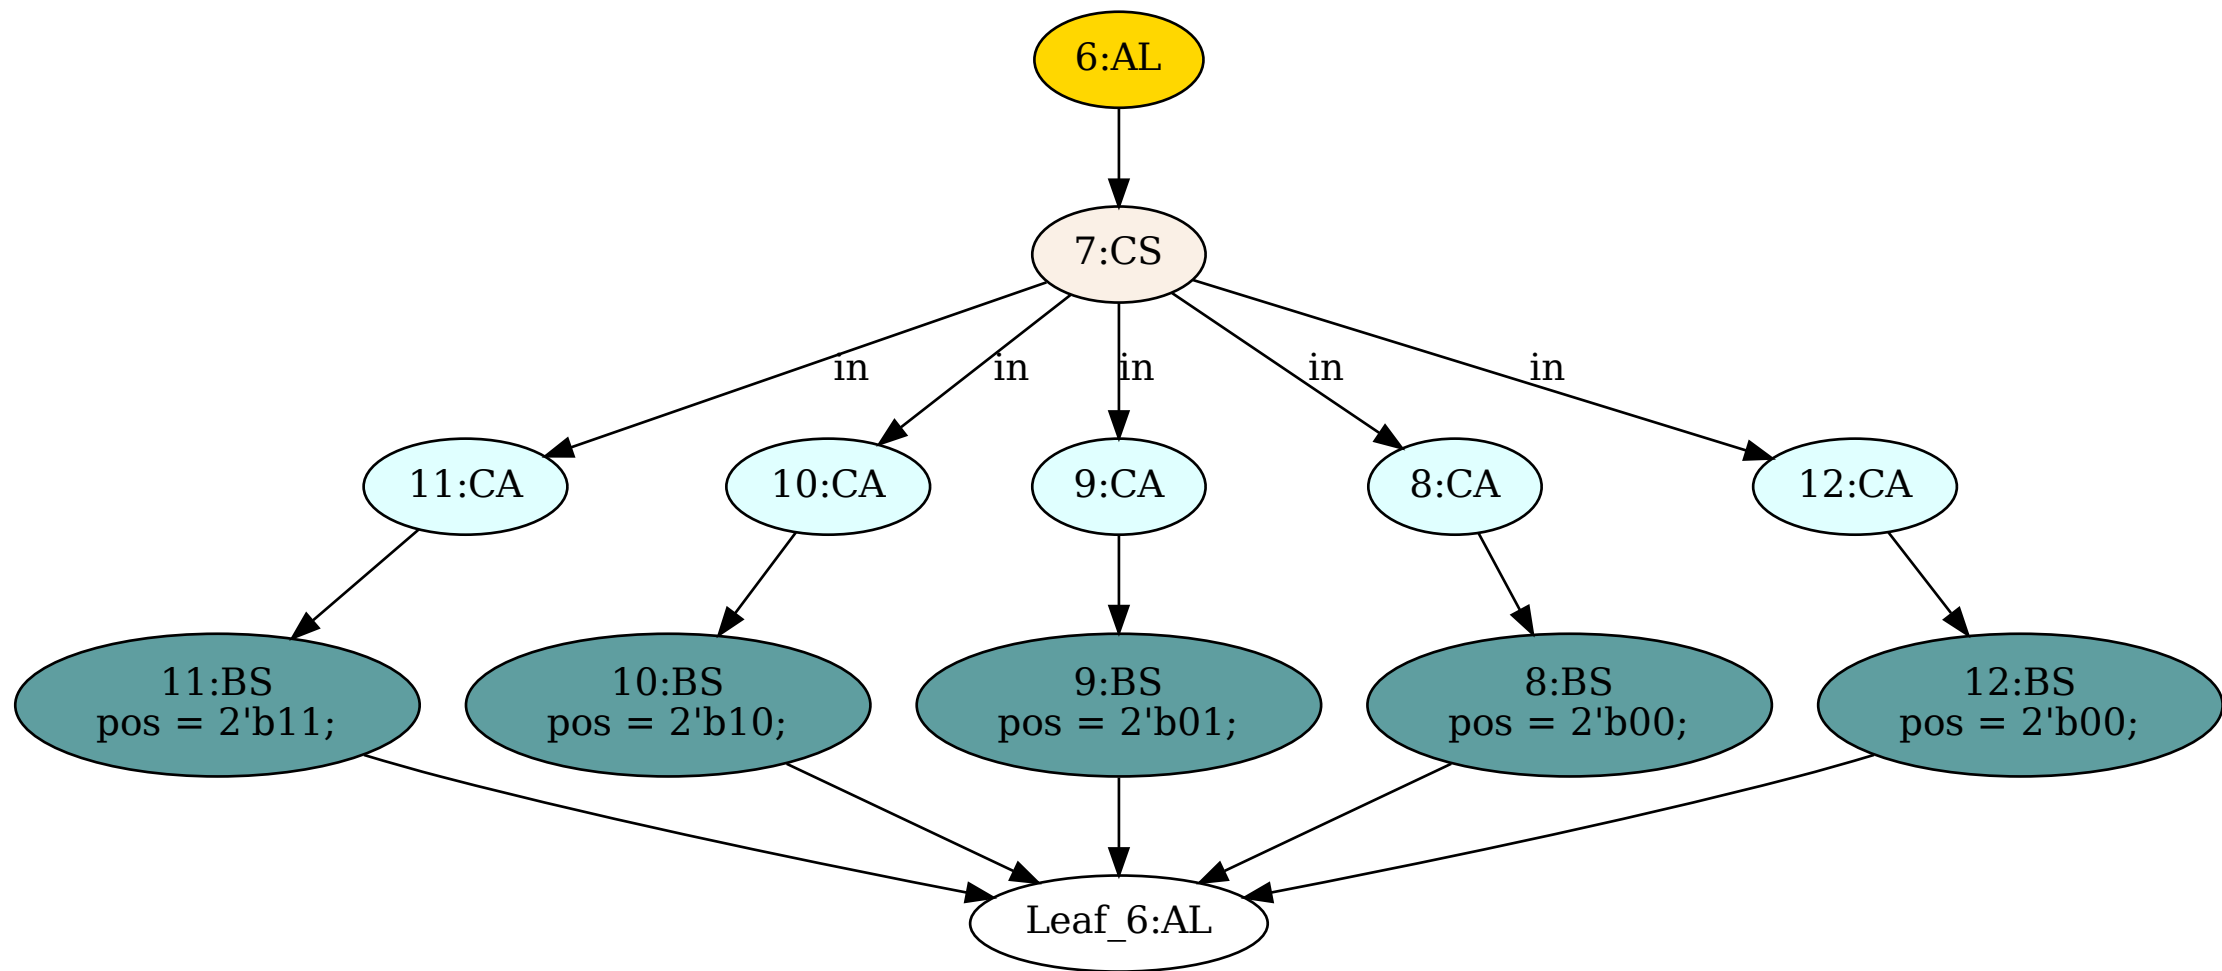 6:AL
7:CS
in
in
in
in
in
11:CA
10:CA
9:CA
8:CA
12:CA
11:BS
pos = 2'b11;
10:BS
pos = 2'b10;
9:BS
pos = 2'b01;
8:BS
pos = 2'b00;
12:BS
pos = 2'b00;
Leaf_6:AL